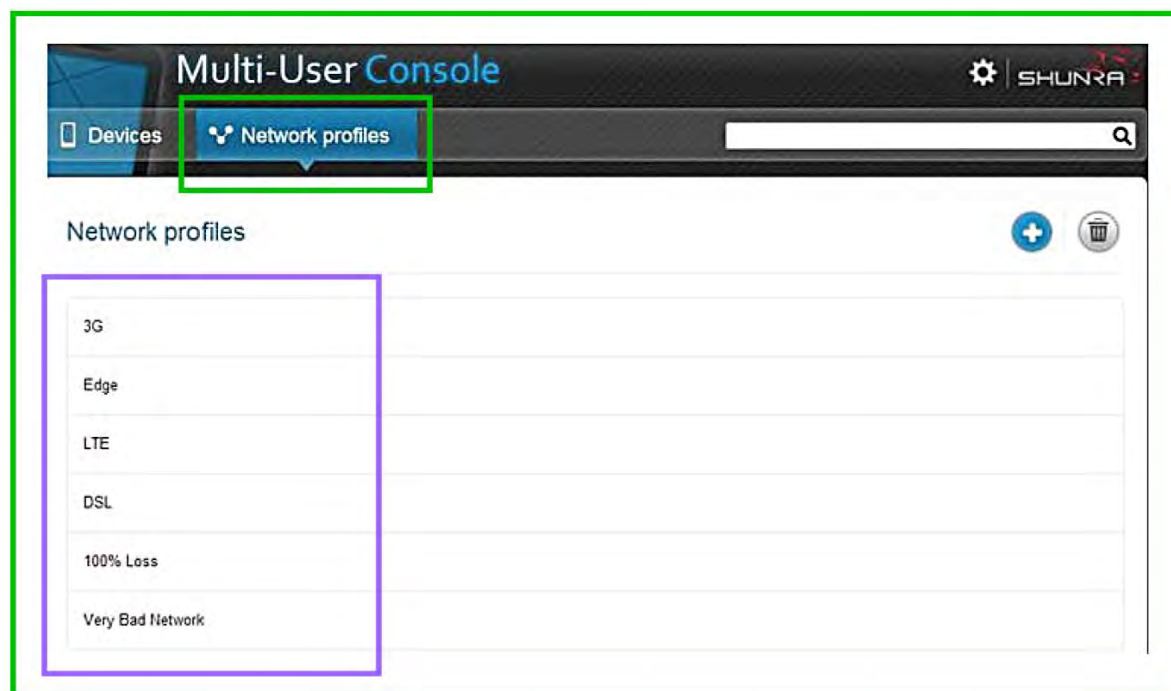 Multi-User Console
SHUNRA
Devices
Network profiles
Network profiles
3G
Edge
LTE
DSL
100% Loss
Very Bad Network